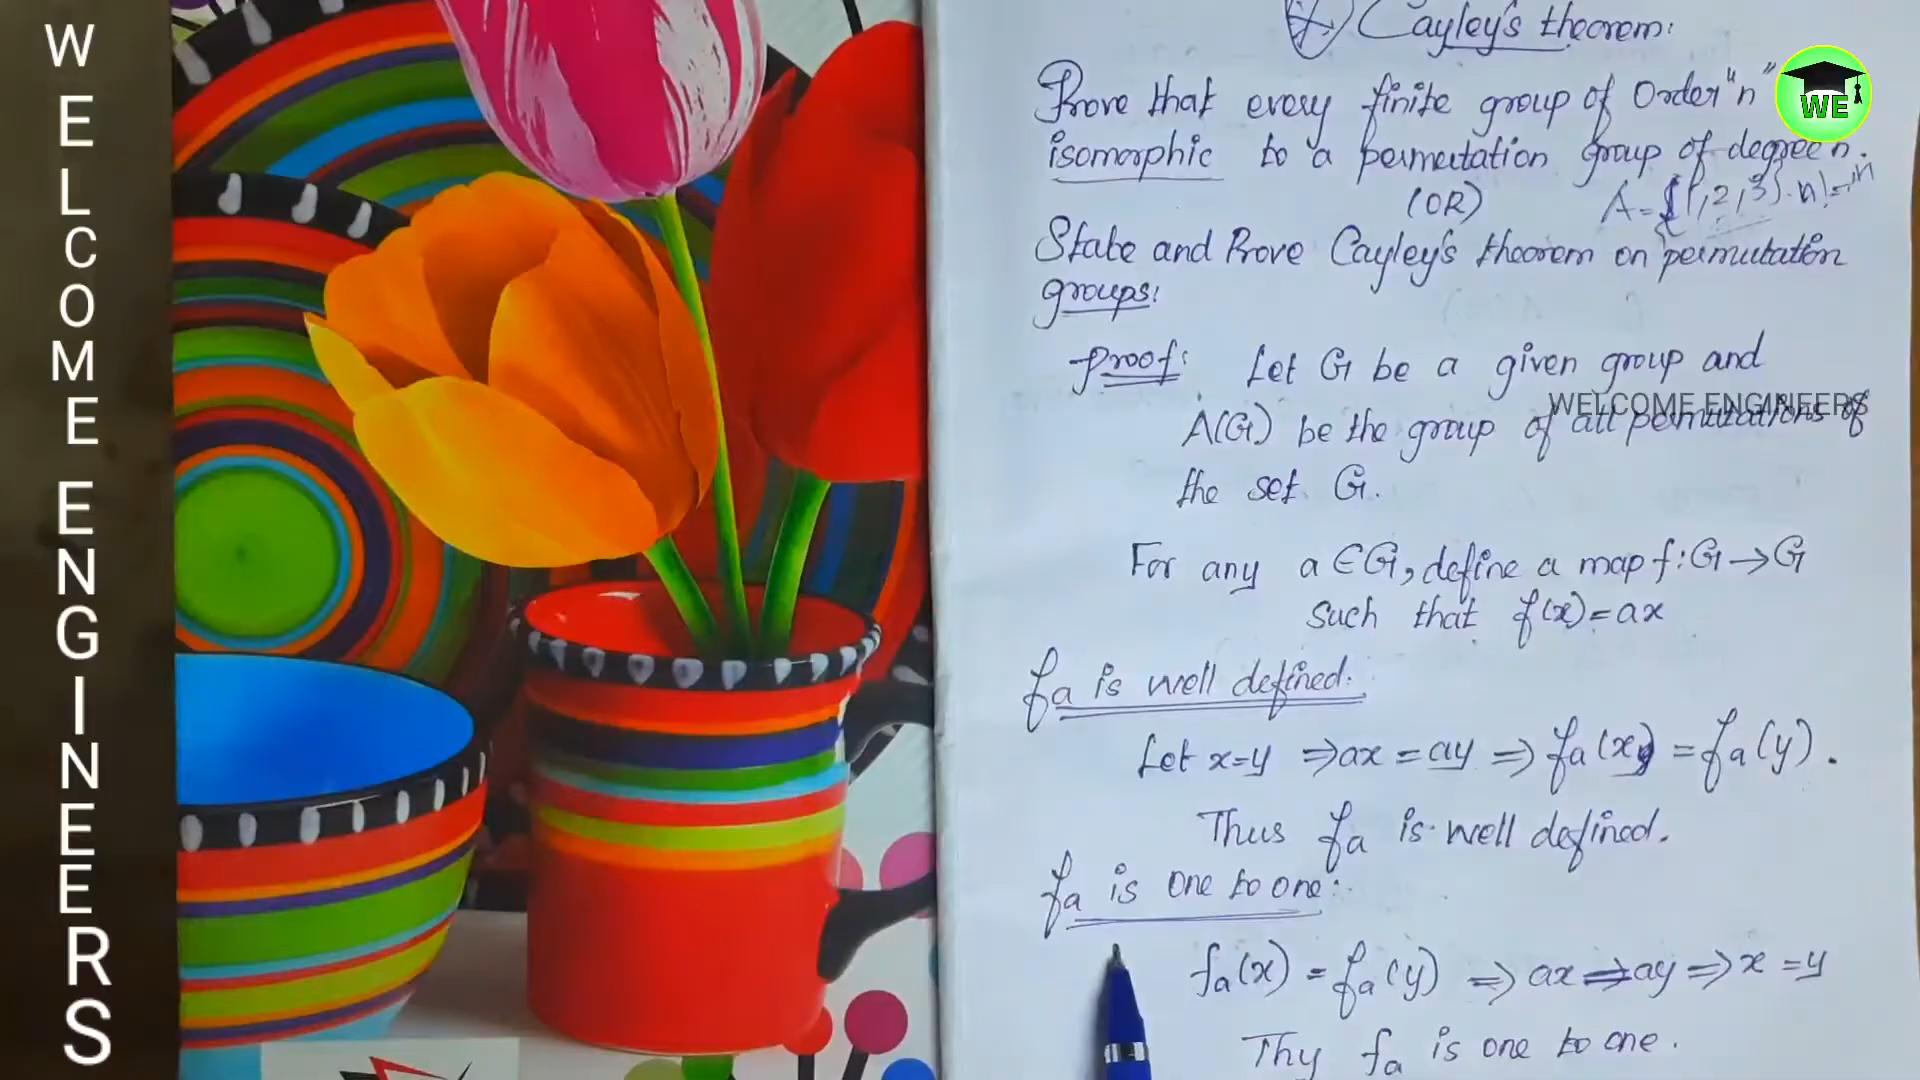 WELCOME ENGINEERS
Cayley's theorem:
WE
Prove that every finite group of Order "n"
isomorphic to a permutation group of degree n.
(OR)
A={1,2,3}
State and Prove Cayley's theorem on permutation
groups:
Proof: Let G be a given group and
WELCOME ENGINEERS
A(G) be the group of all permutations of
the set G.
For any a∈G, define a map f:G→G
Such that f(x)=ax
fa is well defined:
Let x=y ⇒ax=ay⇒fa(x)=fa(y).
Thus fa is well defined.
fa is one to one:
fa(x)=fa(y) ⇒ax=ay⇒x=y
Thy fa is one to one.